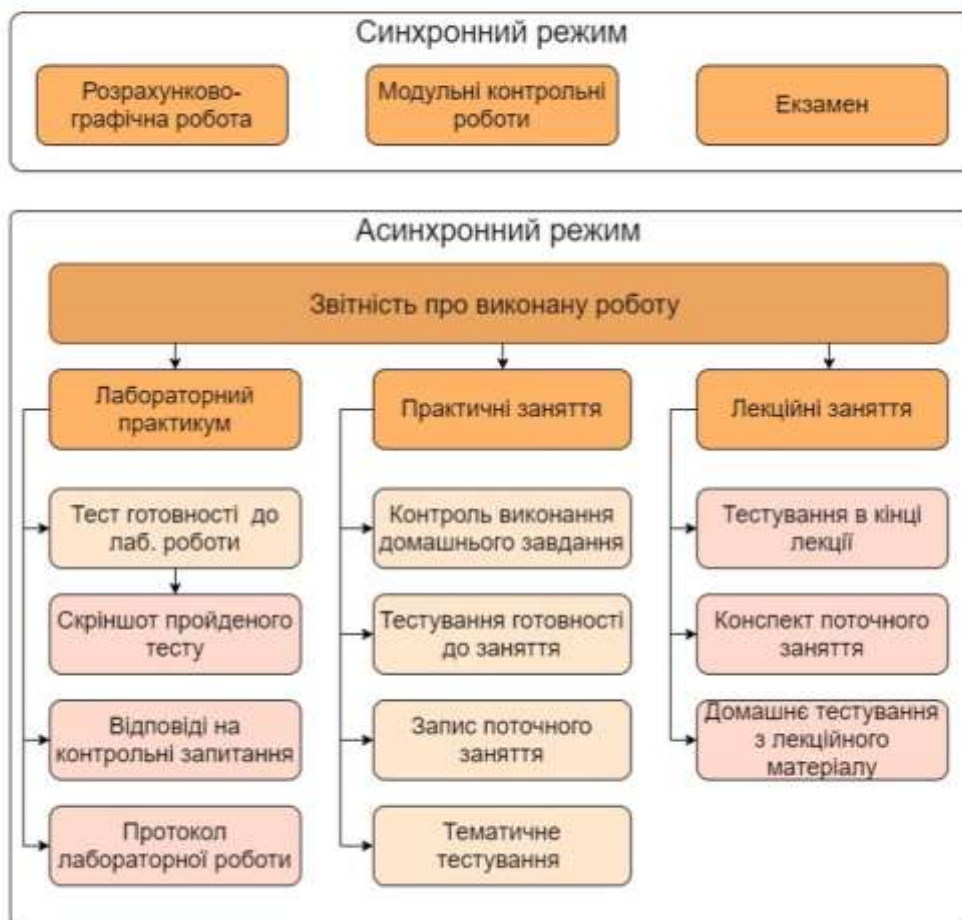 Синхронний режим
Розрахунково-
графічна робота
Модульні контрольні
роботи
Екзамен
Асинхронний режим
Звітність про виконану роботу
Лабораторний
практикум
Практичні заняття
Лекційні заняття
Тест готовності до
лаб. роботи
Контроль виконання
домашнього завдання
Тестування в кінці
лекції
Скріншот пройденого
тесту
Тестування готовності
до заняття
Конспект поточного
заняття
Відповіді на
контрольні запитання
Запис поточного
заняття
Домашнє тестування
з лекційного
матеріалу
Протокол
лабораторної роботи
Тематичне
тестування